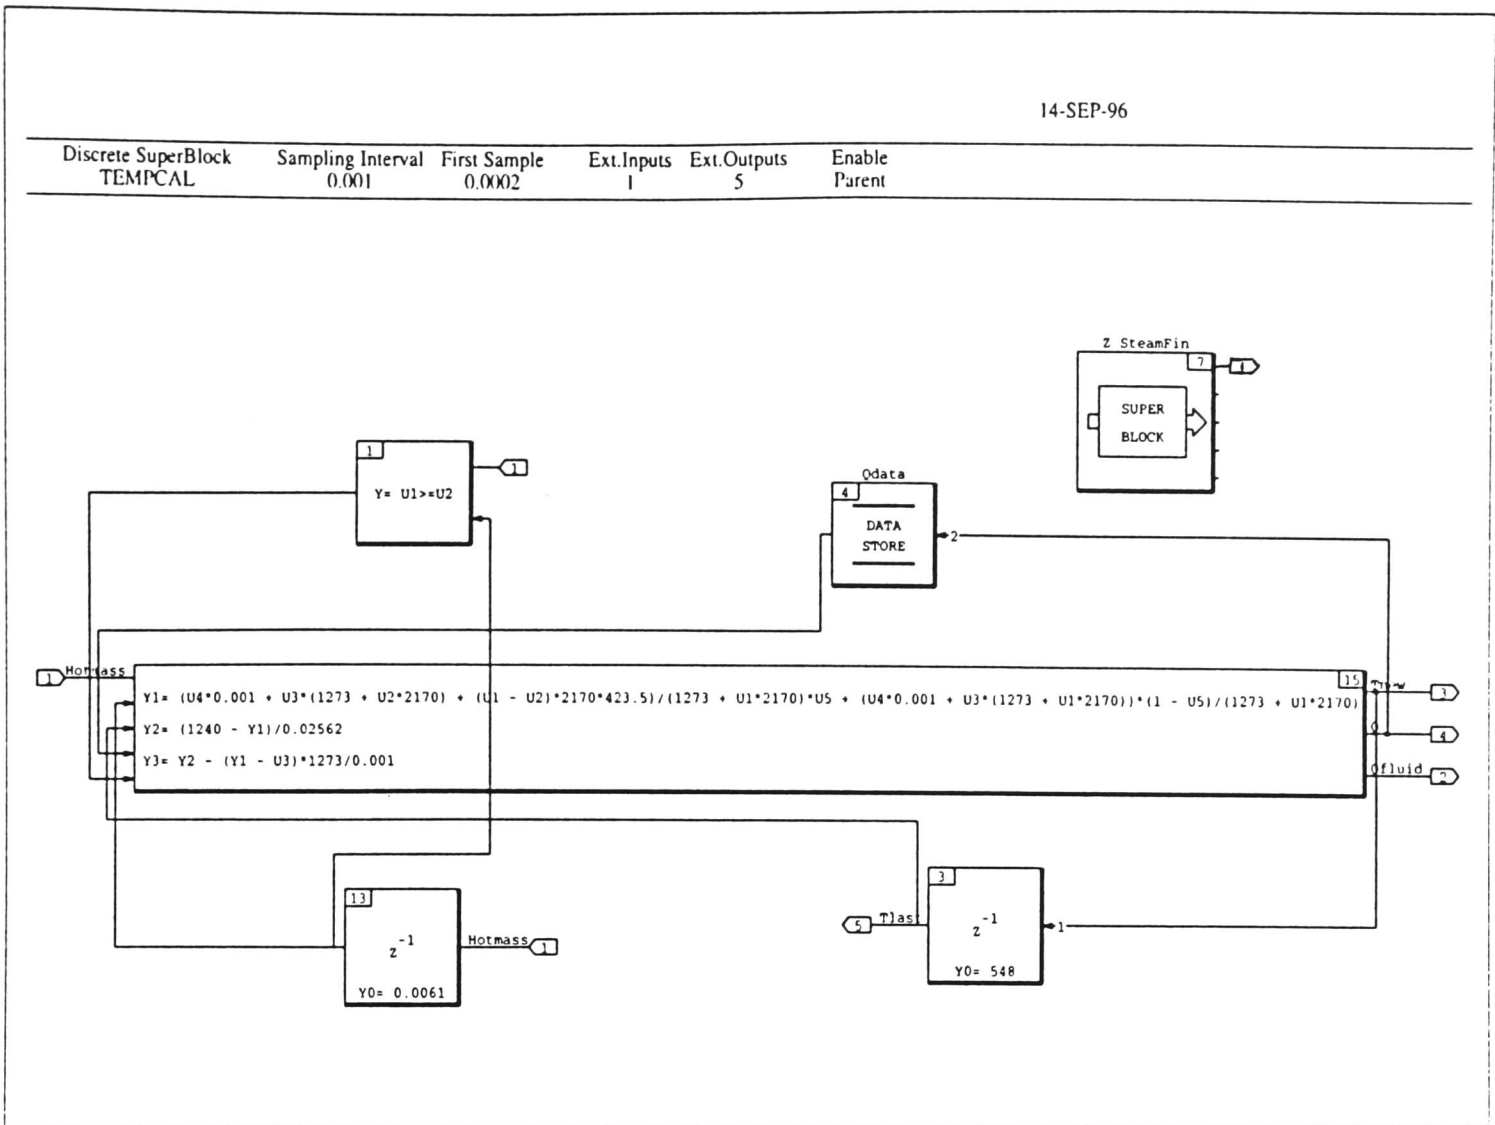 14-SEP-96
Discrete SuperBlock Sampling Interval First Sample Ext.Inputs Ext.Outputs Enable
TEMPCAL 0.001 0.0002 1 5 Parent
Z SteamFin
7
SUPER
BLOCK
1
Y= U1>=U2
1
Qdata
4
DATA
STORE
2
1
15
3
Y1= (U4*0.001 + U3*(1273 + U2*2170) + (U1 - U2)*2170*423.5)/(1273 + U1*2170)*U5 + (U4*0.001 + U3*(1273 + U1*2170))*(1 - U5)/(1273 + U1*2170)
Y2= (1240 - Y1)/0.02562
4
Y3= Y2 - (Y1 - U3)*1273/0.001
Qfluid
2
13
z-1
Y0= 0.0061
Hotmass
1
5
3
z-1
Y0= 548
1